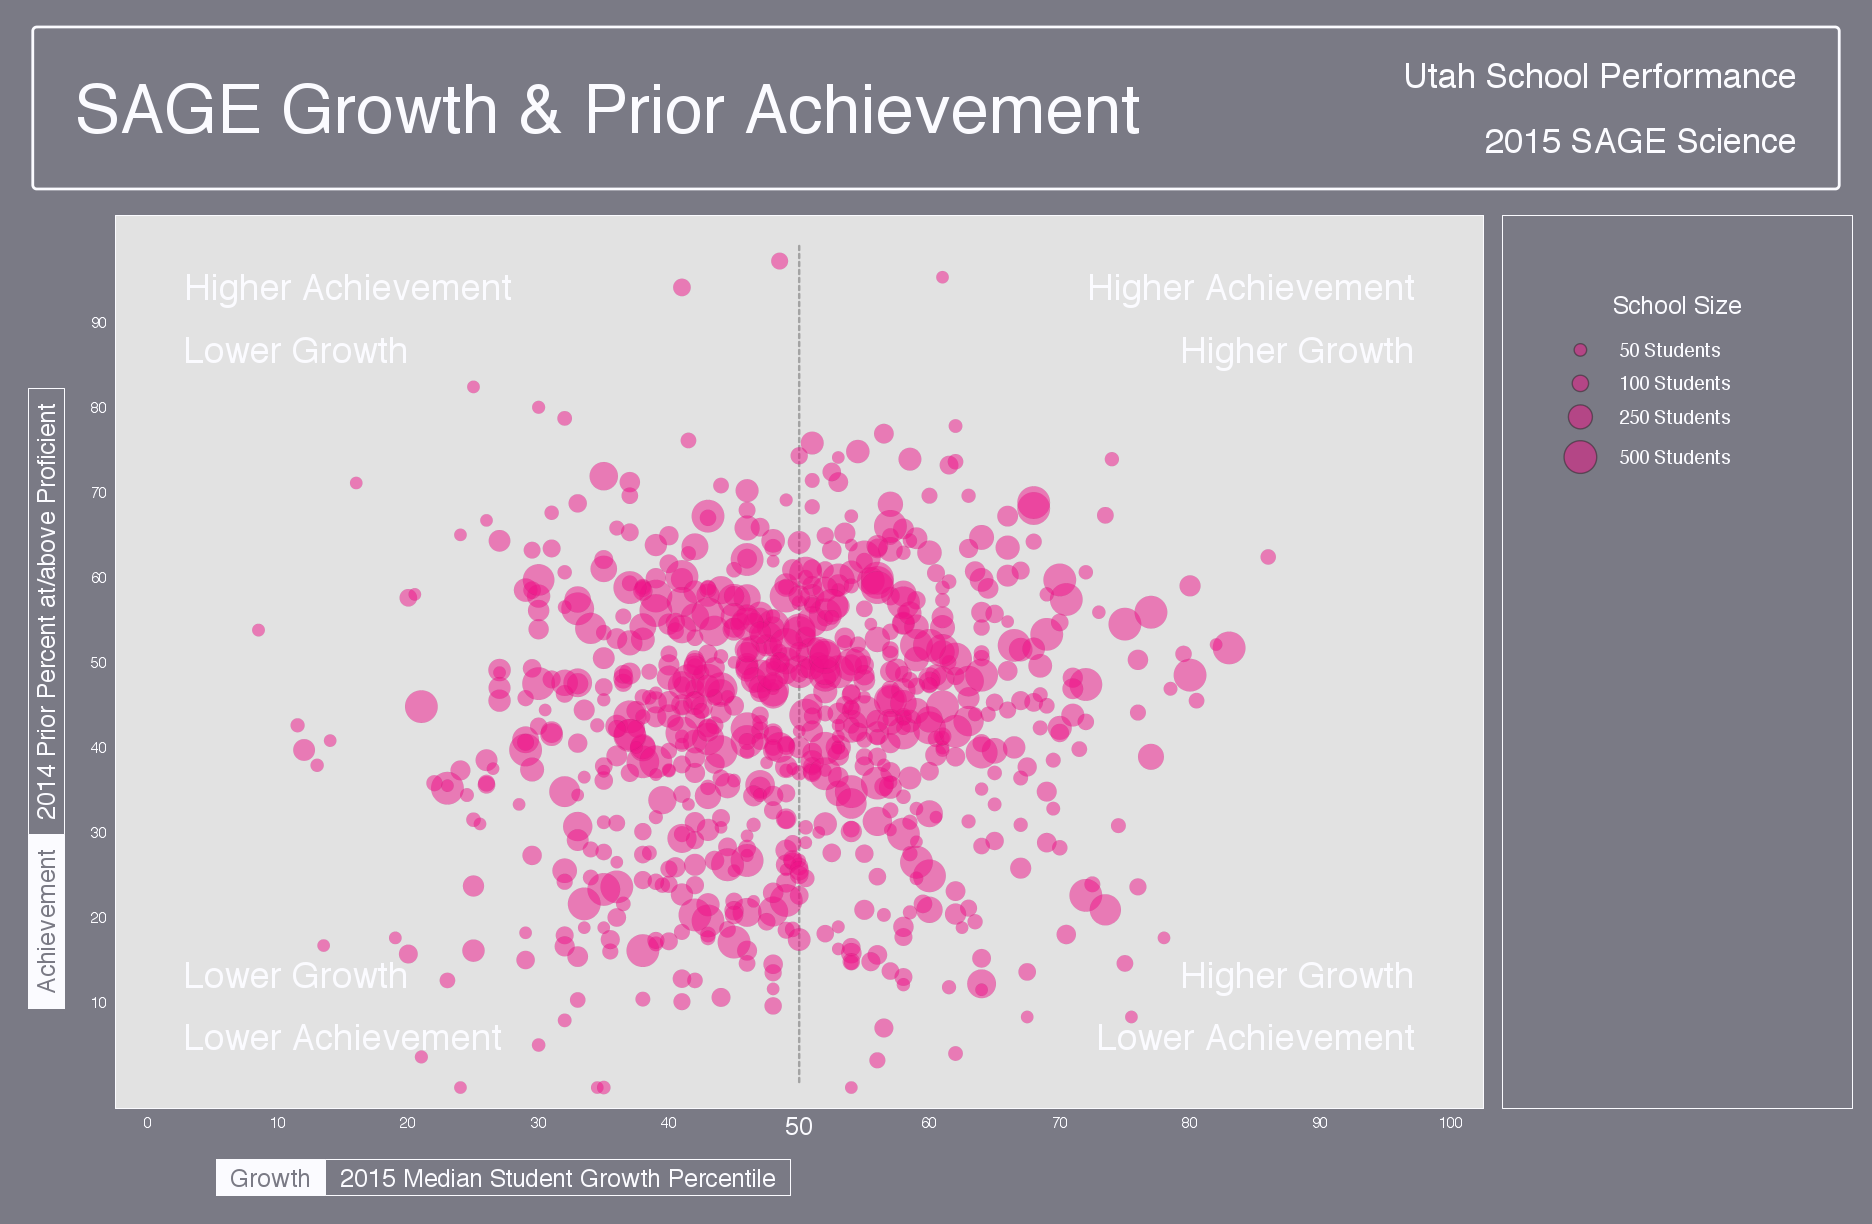 SAGE Growth & Prior Achievement
Utah School Performance
2015 SAGE Science
Higher Achievement
Lower Growth
Higher Achievement
Higher Growth
Lower Growth
Lower Achievement
Higher Growth
Lower Achievement
90
80
70
60
50
40
30
20
10
2014 Prior Percent at/above Proficient
Achievement
0
10
20
30
40
50
60
70
80
90
100
Growth
2015 Median Student Growth Percentile
School Size
50 Students
100 Students
250 Students
500 Students